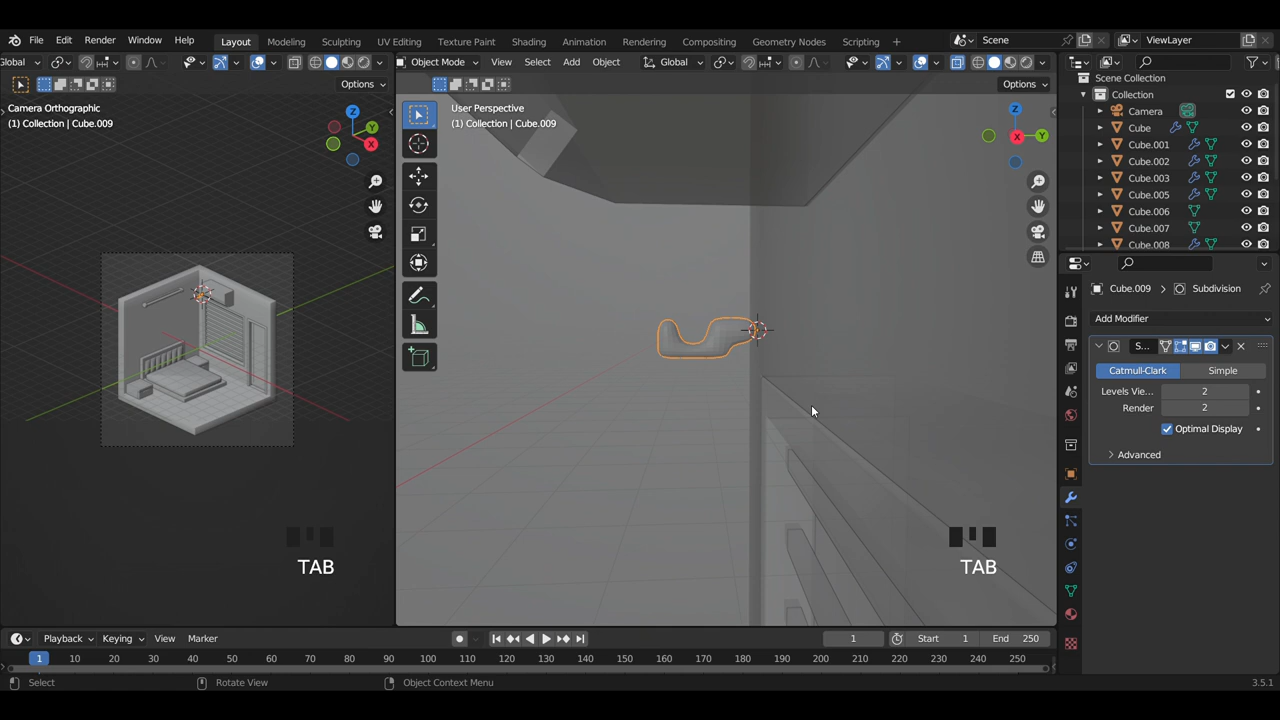 File Edit Render Window Help Layout Modeling Sculpting UV Editing Texture Paint Shading Animation Rendering Compositing Geometry Nodes Scripting + Scene ViewLayer
Global Object Mode View Select Add Object Global
Options Options
Camera Orthographic
(1) Collection | Cube.009
User Perspective
(1) Collection | Cube.009
Z
Y
X
Z
X
Y
Scene Collection
Collection
Camera
Cube
Cube.001
Cube.002
Cube.003
Cube.005
Cube.006
Cube.007
Cube.008
Cube.009 Subdivision
Add Modifier
S...
Catmull-Clark Simple
Levels Vie... 2
Render 2
Optimal Display
Advanced
TAB
TAB
Playback Keying View Marker 1 Start 1 End 250
1 10 20 30 40 50 60 70 80 90 100 110 120 130 140 150 160 170 180 190 200 210 220 230 240 250
Select Rotate View Object Context Menu 3.5.1